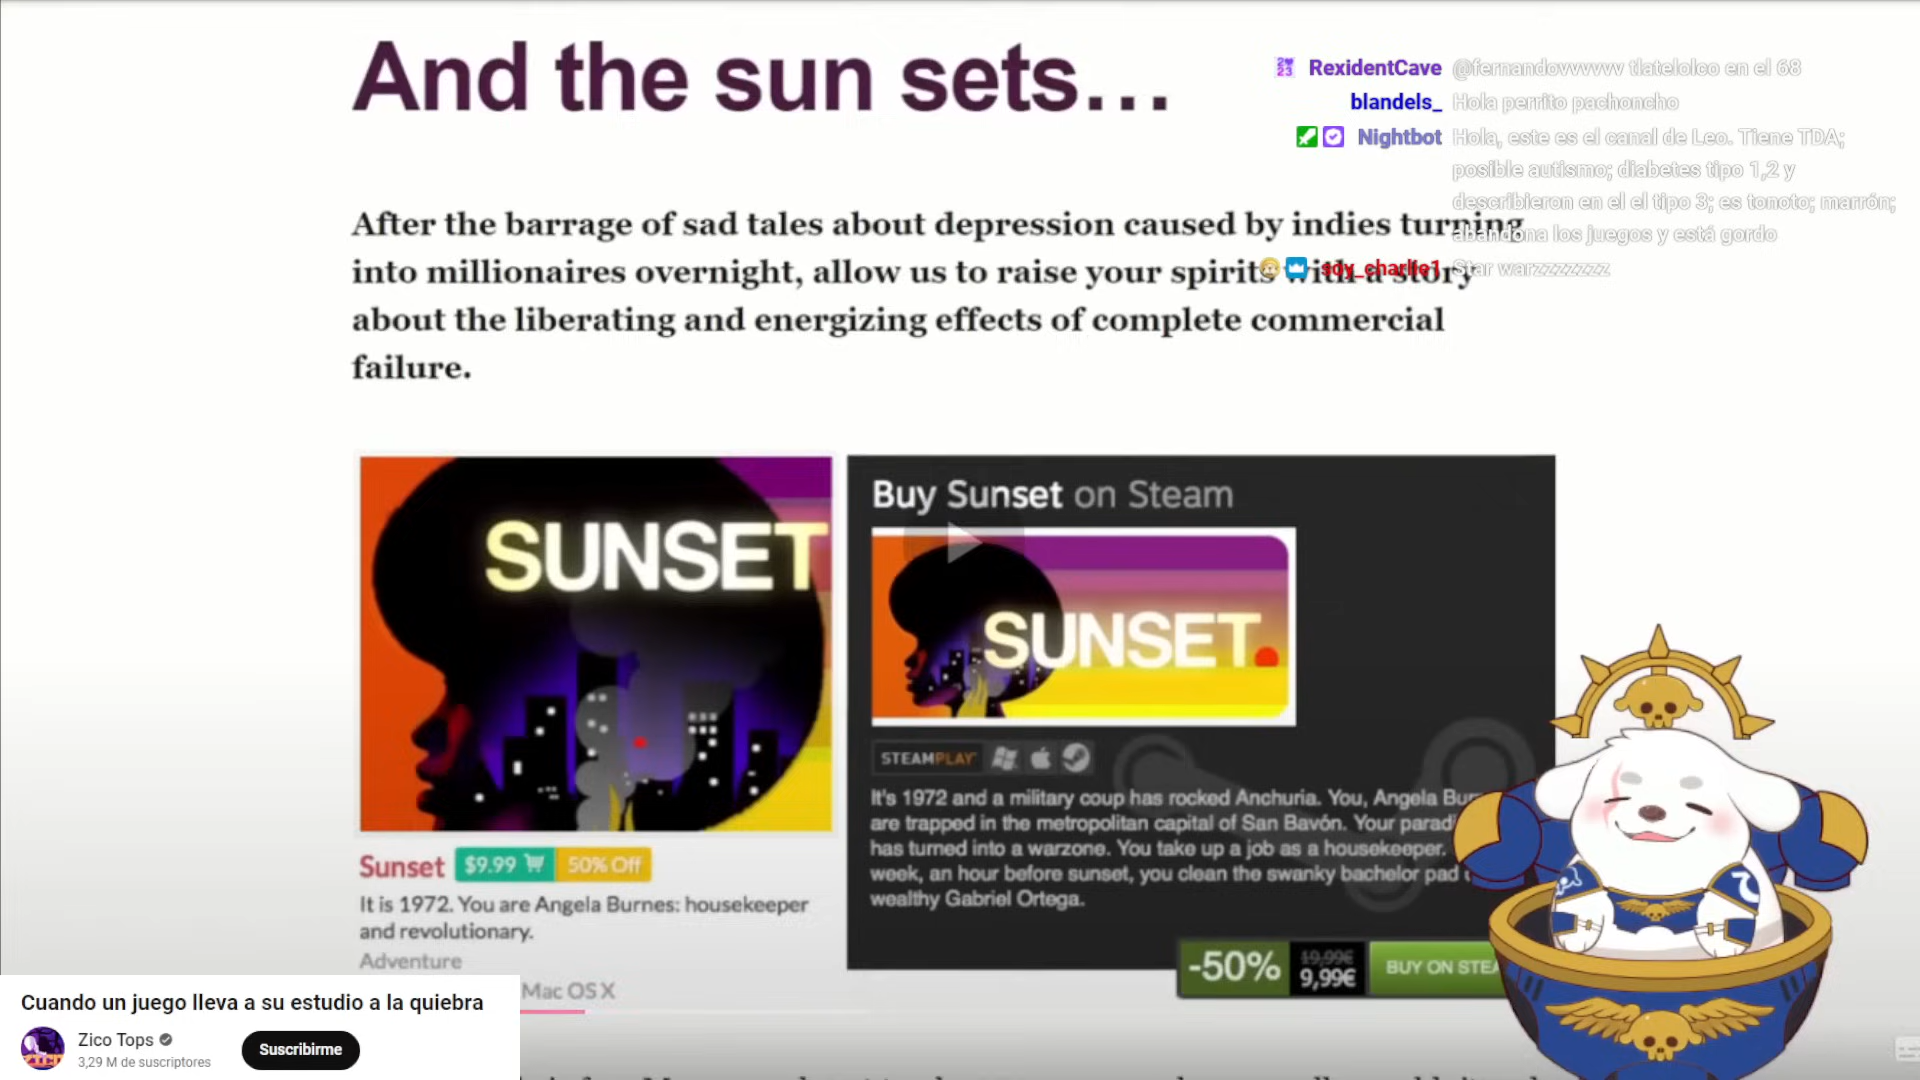 And the sun sets...
RexidentCave @fernandovvvvvv tlatelolco en el 68
blandels_ Hola perrito pachoncho
Nightbot Hola, este es el canal de Leo. Tiene TDA;
posible autismo; diabetes tipo 1,2 y
describieron en el el tipo 3; es tonoto; marrón;
abandona los juegos y está gordo
soy_charlie1 Star warzzzzzzz
After the barrage of sad tales about depression caused by indies turning
into millionaires overnight, allow us to raise your spirits with a story
about the liberating and energizing effects of complete commercial
failure.
SUNSET
Buy Sunset on Steam
SUNSET.
STEAMPLAY
It's 1972 and a military coup has rocked Anchuria. You, Angela Bur
are trapped in the metropolitan capital of San Bavón. Your paradi
has turned into a warzone. You take up a job as a housekeeper.
week, an hour before sunset, you clean the swanky bachelor pad
wealthy Gabriel Ortega.
Sunset $9.99 50% Off
It is 1972. You are Angela Burnes: housekeeper
and revolutionary.
Adventure
Mac OS X
-50% 19,99€
9,99€
BUY ON STEA
Cuando un juego lleva a su estudio a la quiebra
Zico Tops
3,29 M de suscriptores
Suscribirme